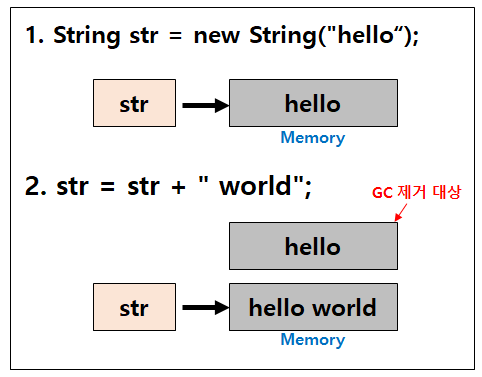 1. String str = new String("hello“);
str
hello
Memory
2. str = str + " world";
GC 제거 대상
hello
str
hello world
Memory